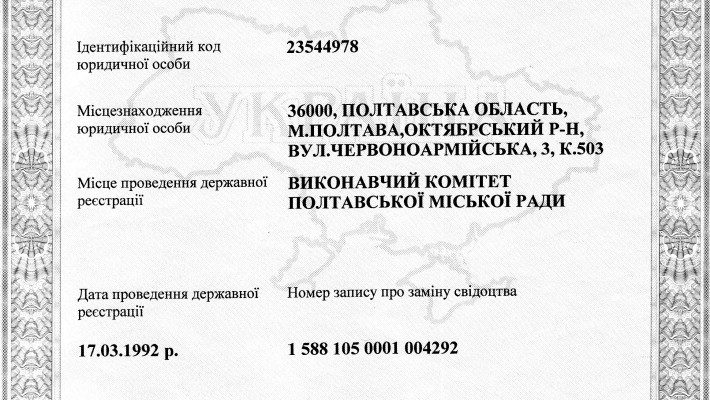 УКРАЇНА
Ідентифікаційний код 23544978
юридичної особи
Місцезнаходження 36000, ПОЛТАВСЬКА ОБЛАСТЬ,
юридичної особи М.ПОЛТАВА,ОКТЯБРСЬКИЙ Р-Н,
ВУЛ.ЧЕРВОНОАРМІЙСЬКА, 3, К.503
Місце проведення державної ВИКОНАВЧИЙ КОМІТЕТ
реєстрації ПОЛТАВСЬКОЇ МІСЬКОЇ РАДИ
Дата проведення державної Номер запису про заміну свідоцтва
реєстрації
17.03.1992 р. 1 588 105 0001 004292